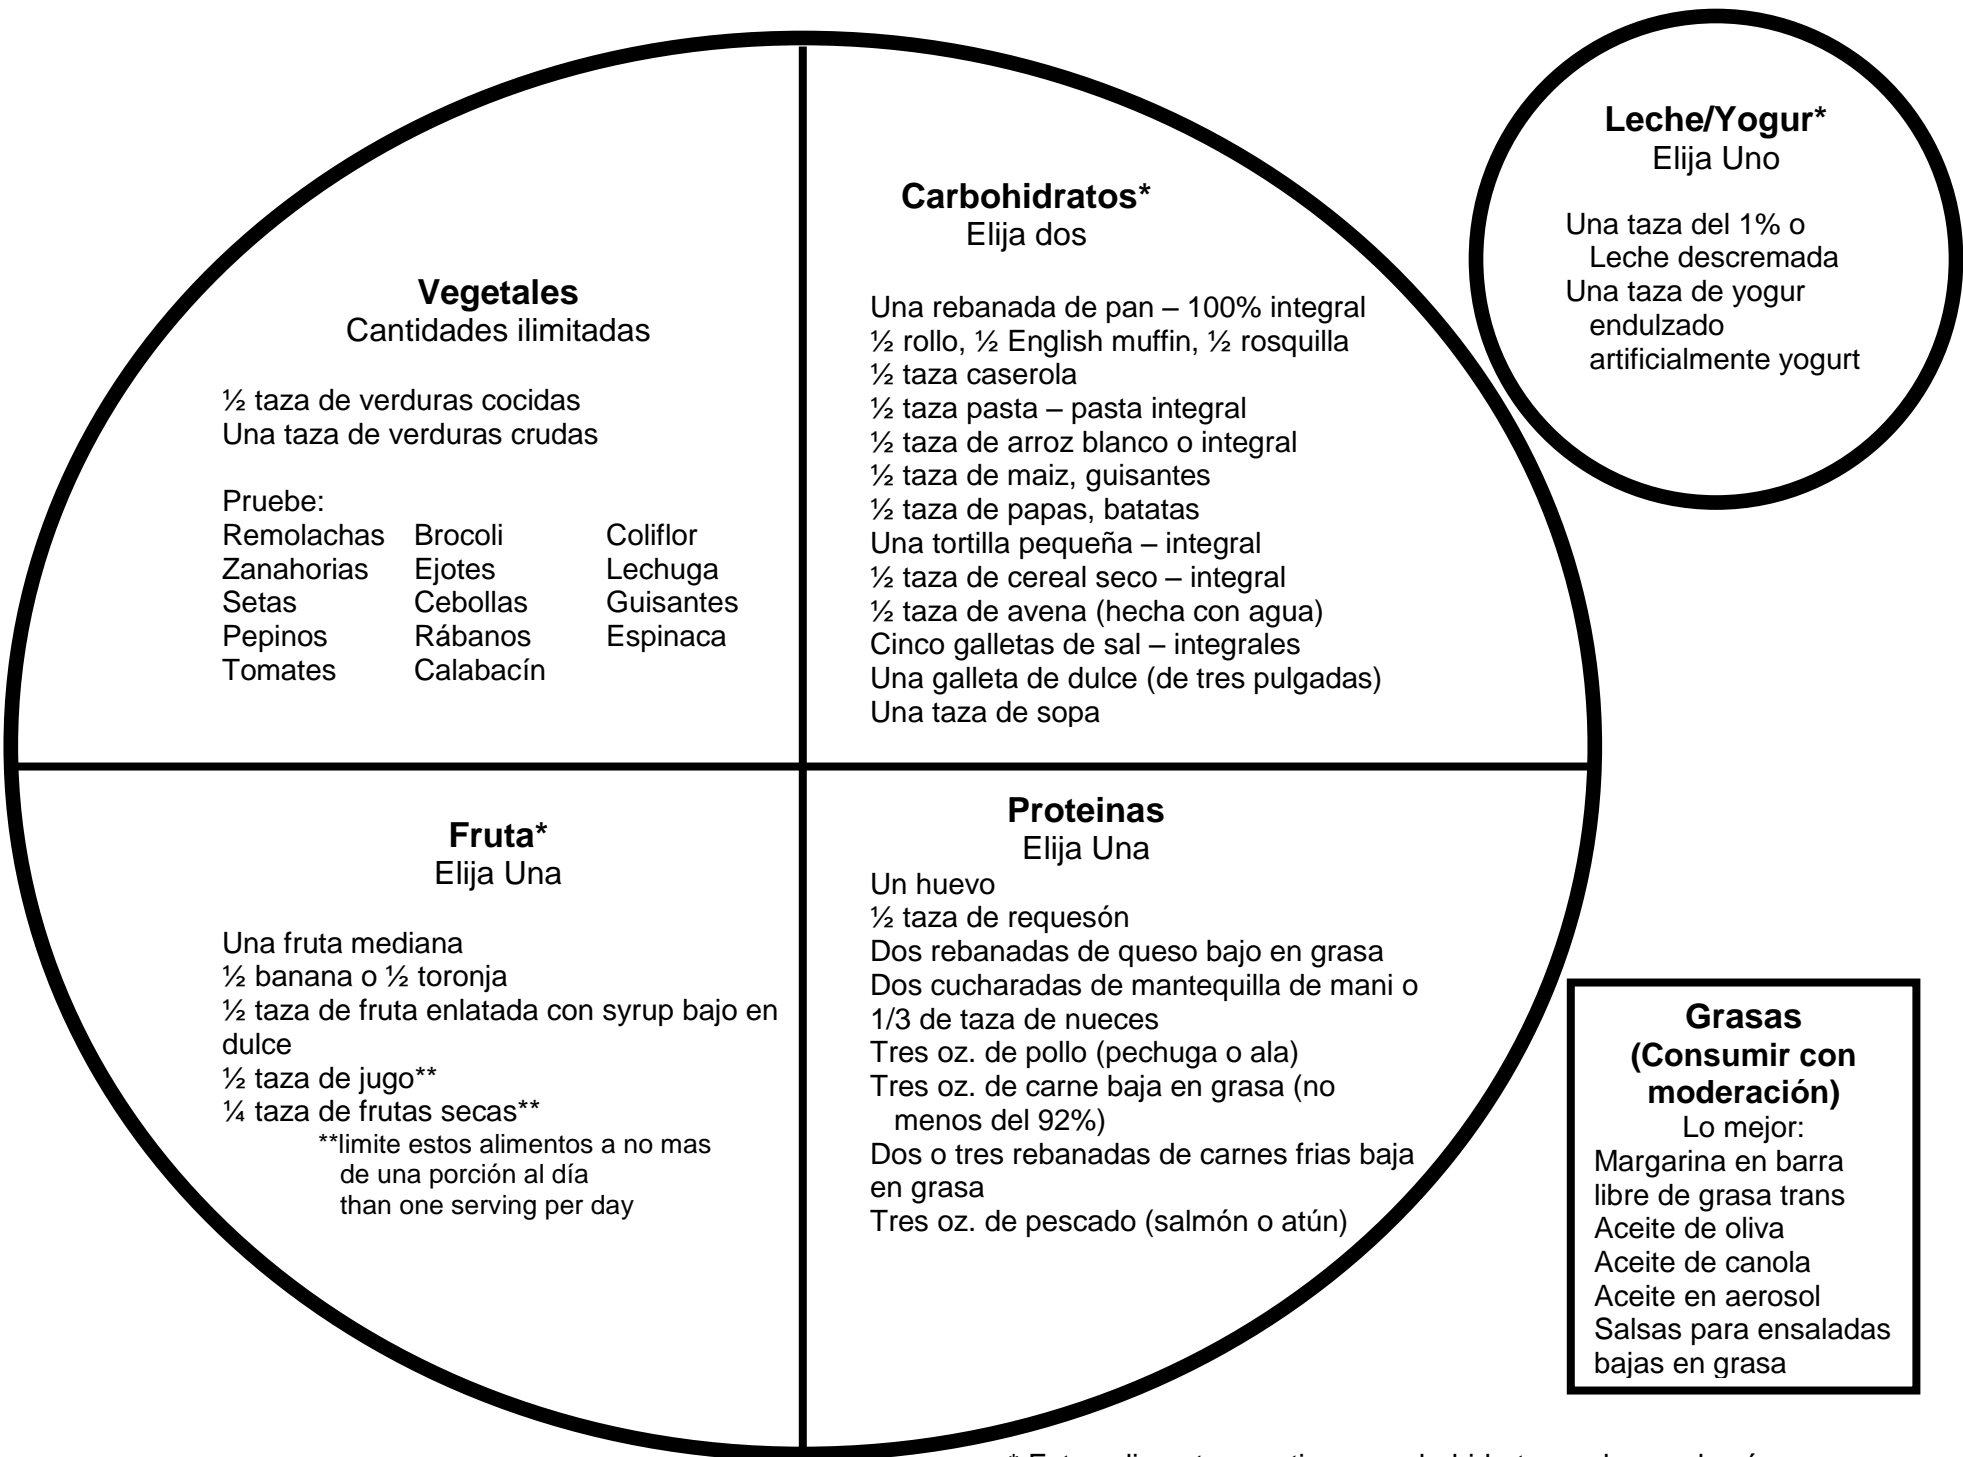 Vegetales
Cantidades ilimitadas
½ taza de verduras cocidas
Una taza de verduras crudas
Pruebe:
Remolachas Brocoli Coliflor
Zanahorias Ejotes Lechuga
Setas Cebollas Guisantes
Pepinos Rábanos Espinaca
Tomates Calabacín
Carbohidratos*
Elija dos
Una rebanada de pan – 100% integral
½ rollo, ½ English muffin, ½ rosquilla
½ taza caserola
½ taza pasta – pasta integral
½ taza de arroz blanco o integral
½ taza de maiz, guisantes
½ taza de papas, batatas
Una tortilla pequeña – integral
½ taza de cereal seco – integral
½ taza de avena (hecha con agua)
Cinco galletas de sal – integrales
Una galleta de dulce (de tres pulgadas)
Una taza de sopa
Leche/Yogur*
Elija Uno
Una taza del 1% o
Leche descremada
Una taza de yogur
endulzado
artificialmente yogurt
Fruta*
Elija Una
Una fruta mediana
½ banana o ½ toronja
½ taza de fruta enlatada con syrup bajo en
dulce
½ taza de jugo**
¼ taza de frutas secas**
**limite estos alimentos a no mas
de una porción al día
than one serving per day
Proteinas
Elija Una
Un huevo
½ taza de requesón
Dos rebanadas de queso bajo en grasa
Dos cucharadas de mantequilla de mani o
1/3 de taza de nueces
Tres oz. de pollo (pechuga o ala)
Tres oz. de carne baja en grasa (no
menos del 92%)
Dos o tres rebanadas de carnes frias baja
en grasa
Tres oz. de pescado (salmón o atún)
Grasas
(Consumir con
moderación)
Lo mejor:
Margarina en barra
libre de grasa trans
Aceite de oliva
Aceite de canola
Aceite en aerosol
Salsas para ensaladas
bajas en grasa